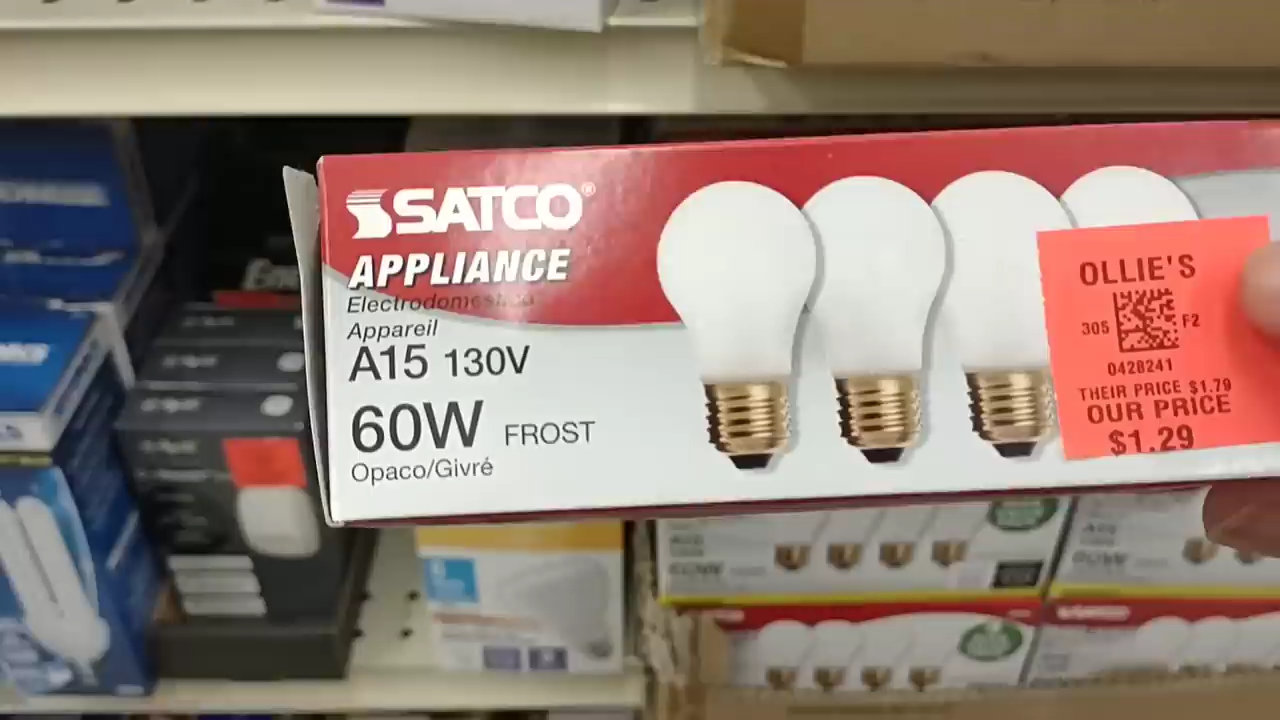 SATCO®
APPLIANCE
Electrodomestico
Appareil
A15 130V
60W FROST
Opaco/Givré
OLLIE'S
305 F2
0428241
THEIR PRICE $1.79
OUR PRICE
$1.29